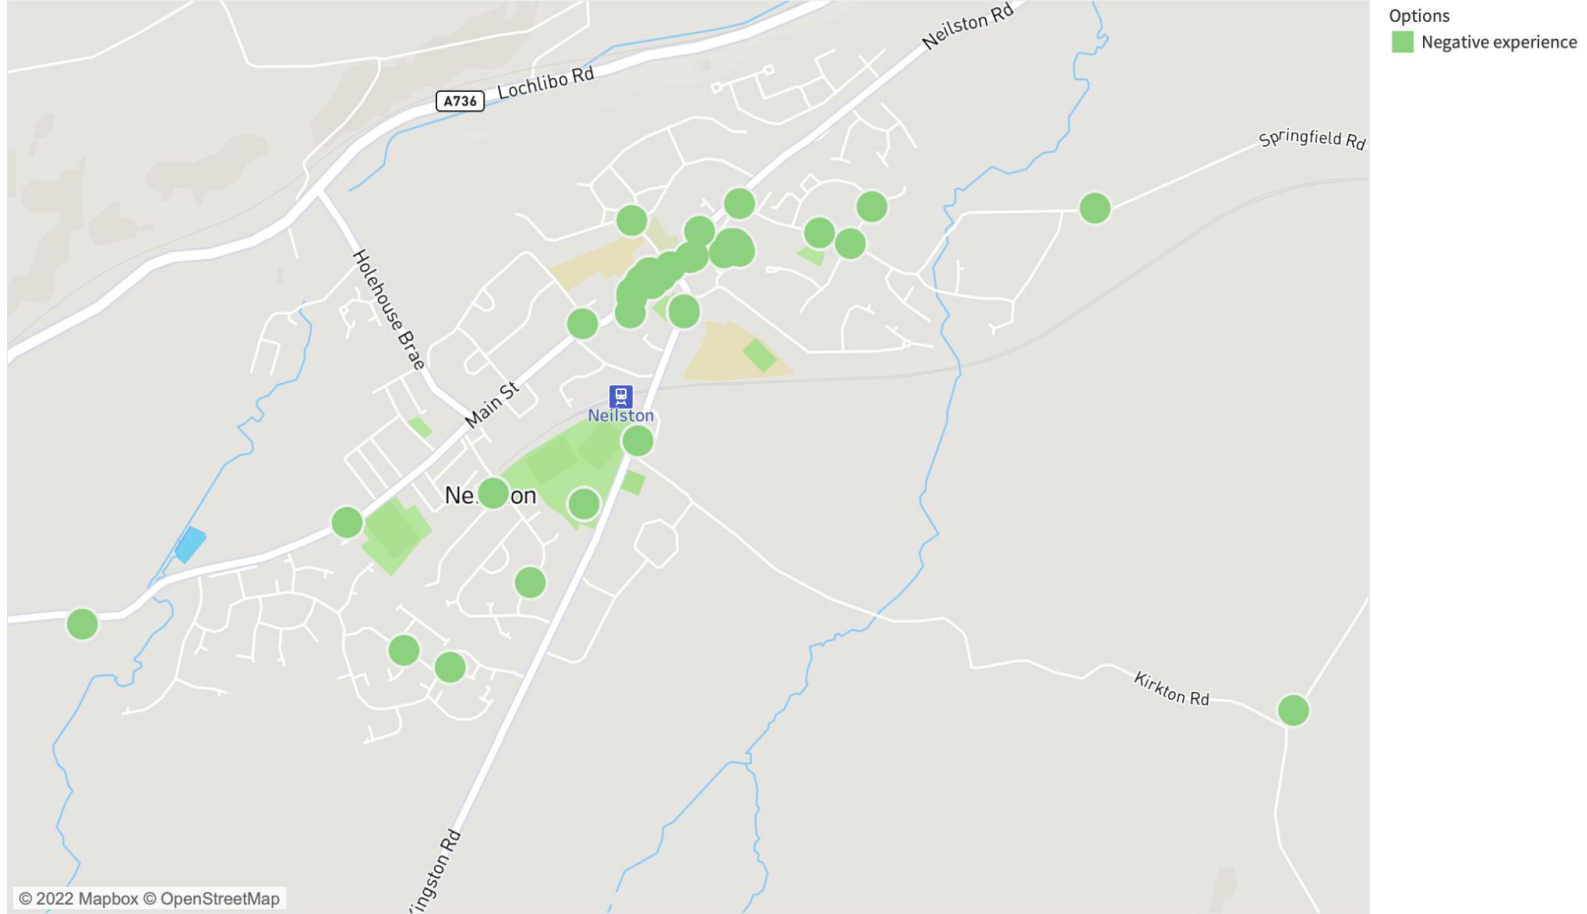 Options
Negative experience
Neilston Rd
Lochlibo Rd
A736
Springfield Rd
Holehouse Brae
Main St
Neilston
Kirkton Rd
© 2022 Mapbox © OpenStreetMap